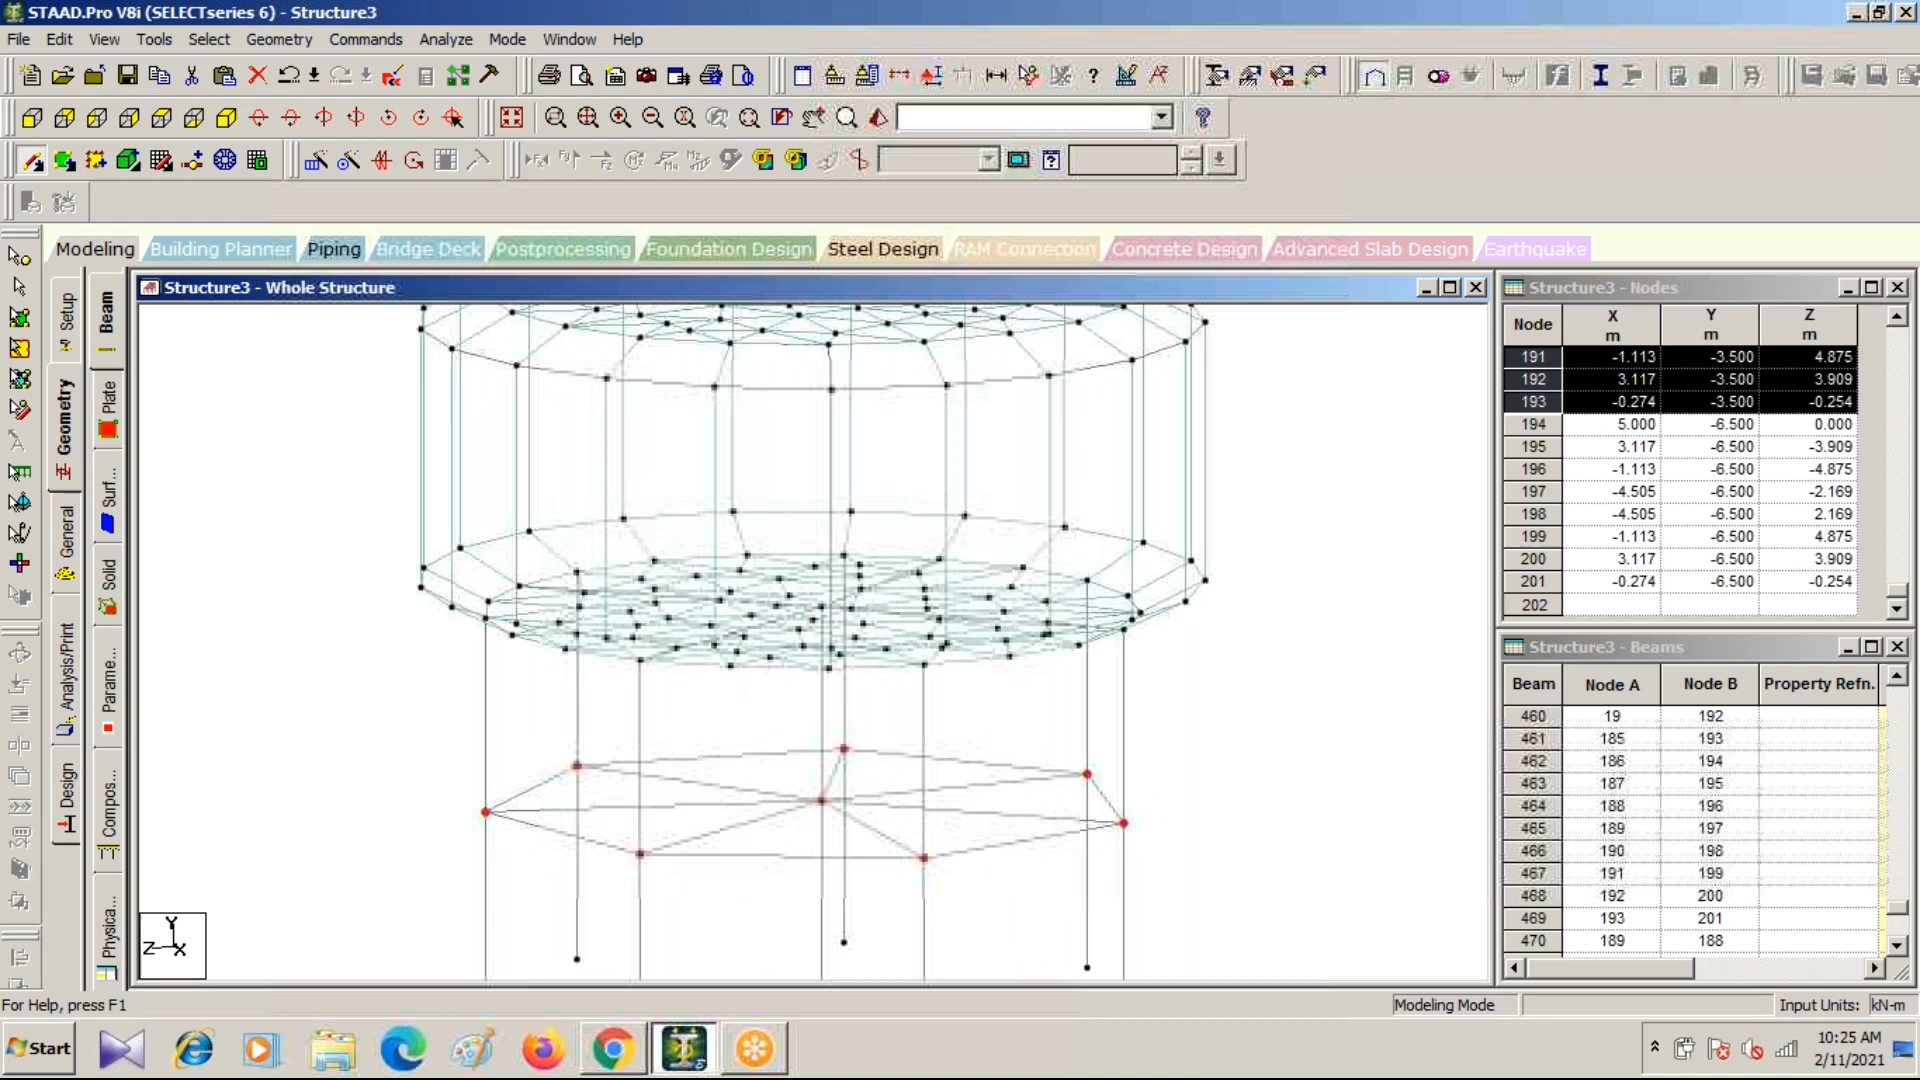 STAAD.Pro V8i (SELECTseries 6) - Structure3
File Edit View Tools Select Geometry Commands Analyze Mode Window Help
Modeling Building Planner Piping Bridge Deck Postprocessing Foundation Design Steel Design RAM Connection Concrete Design Advanced Slab Design Earthquake
Setup
Geometry
General
Analysis/Print
Design
Beam
Plate
Surf...
Solid
Parame...
Compos...
Physica...
Structure3 - Whole Structure
Y
Z X
Structure3 - Nodes
Node X m Y m Z m
191 -1.113 -3.500 4.875
192 3.117 -3.500 3.909
193 -0.274 -3.500 -0.254
194 5.000 -6.500 0.000
195 3.117 -6.500 -3.909
196 -1.113 -6.500 -4.875
197 -4.505 -6.500 -2.169
198 -4.505 -6.500 2.169
199 -1.113 -6.500 4.875
200 3.117 -6.500 3.909
201 -0.274 -6.500 -0.254
202
Structure3 - Beams
Beam Node A Node B Property Refn.
460 19 192
461 185 193
462 186 194
463 187 195
464 188 196
465 189 197
466 190 198
467 191 199
468 192 200
469 193 201
470 189 188
For Help, press F1
Modeling Mode
Input Units: kN-m
Start
10:25 AM
2/11/2021